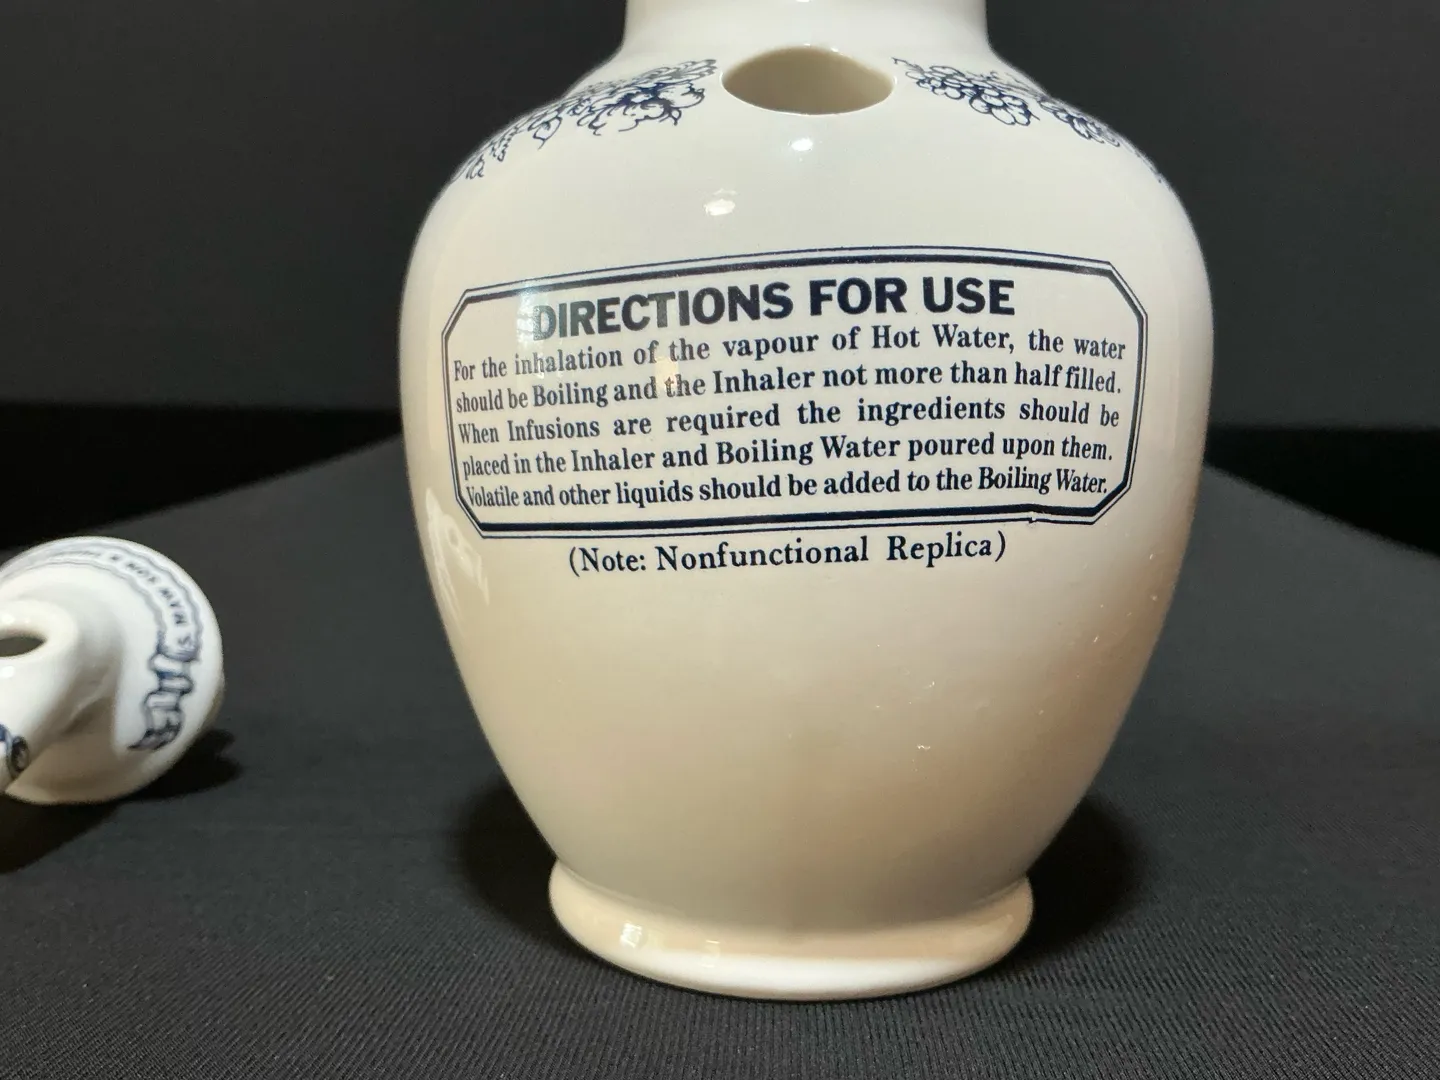 DIRECTIONS FOR USE
For the inhalation of the vapour of Hot Water, the water
should be Boiling and the Inhaler not more than half filled.
When Infusions are required the ingredients should be
placed in the Inhaler and Boiling Water poured upon them.
Volatile and other liquids should be added to the Boiling Water.
(Note: Nonfunctional Replica)